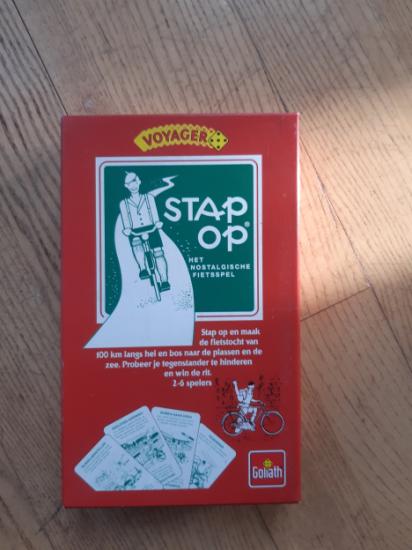 VOYAGER
STAP
OP®
HET
NOSTALGISCHE
FIETSSPEL
Stap op en maak
de fietstocht van
100 km langs hei en bos naar de plassen en de
zee. Probeer je tegenstander te hinderen
en win de rit.
2-6 spelers
Goliath